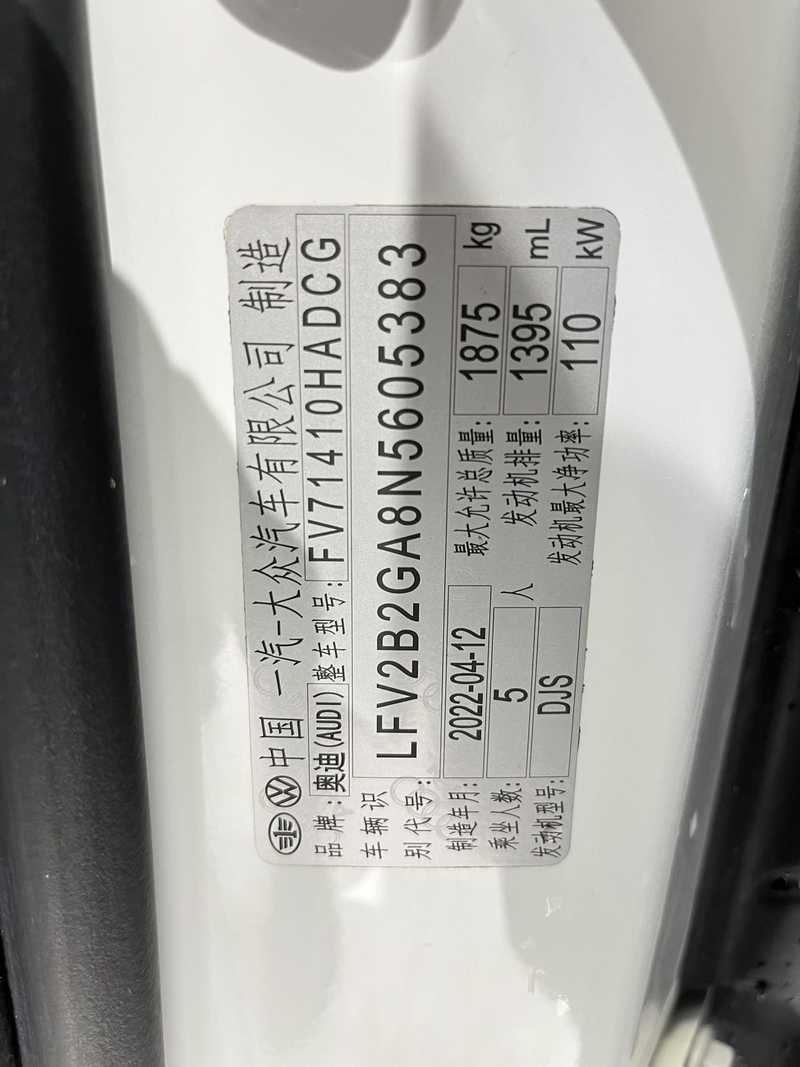 中国 一汽-大众汽车有限公司 制造
品牌: 奥迪(AUDI) 整车型号: FV71410HADCG
车辆识别代号: LFV2B2GA8N5605383
制造年月: 2022-04-12 最大允许总质量: 1875 kg
乘坐人数: 5 人 发动机排量: 1395 mL
发动机型号: DJS 发动机最大净功率: 110 kW